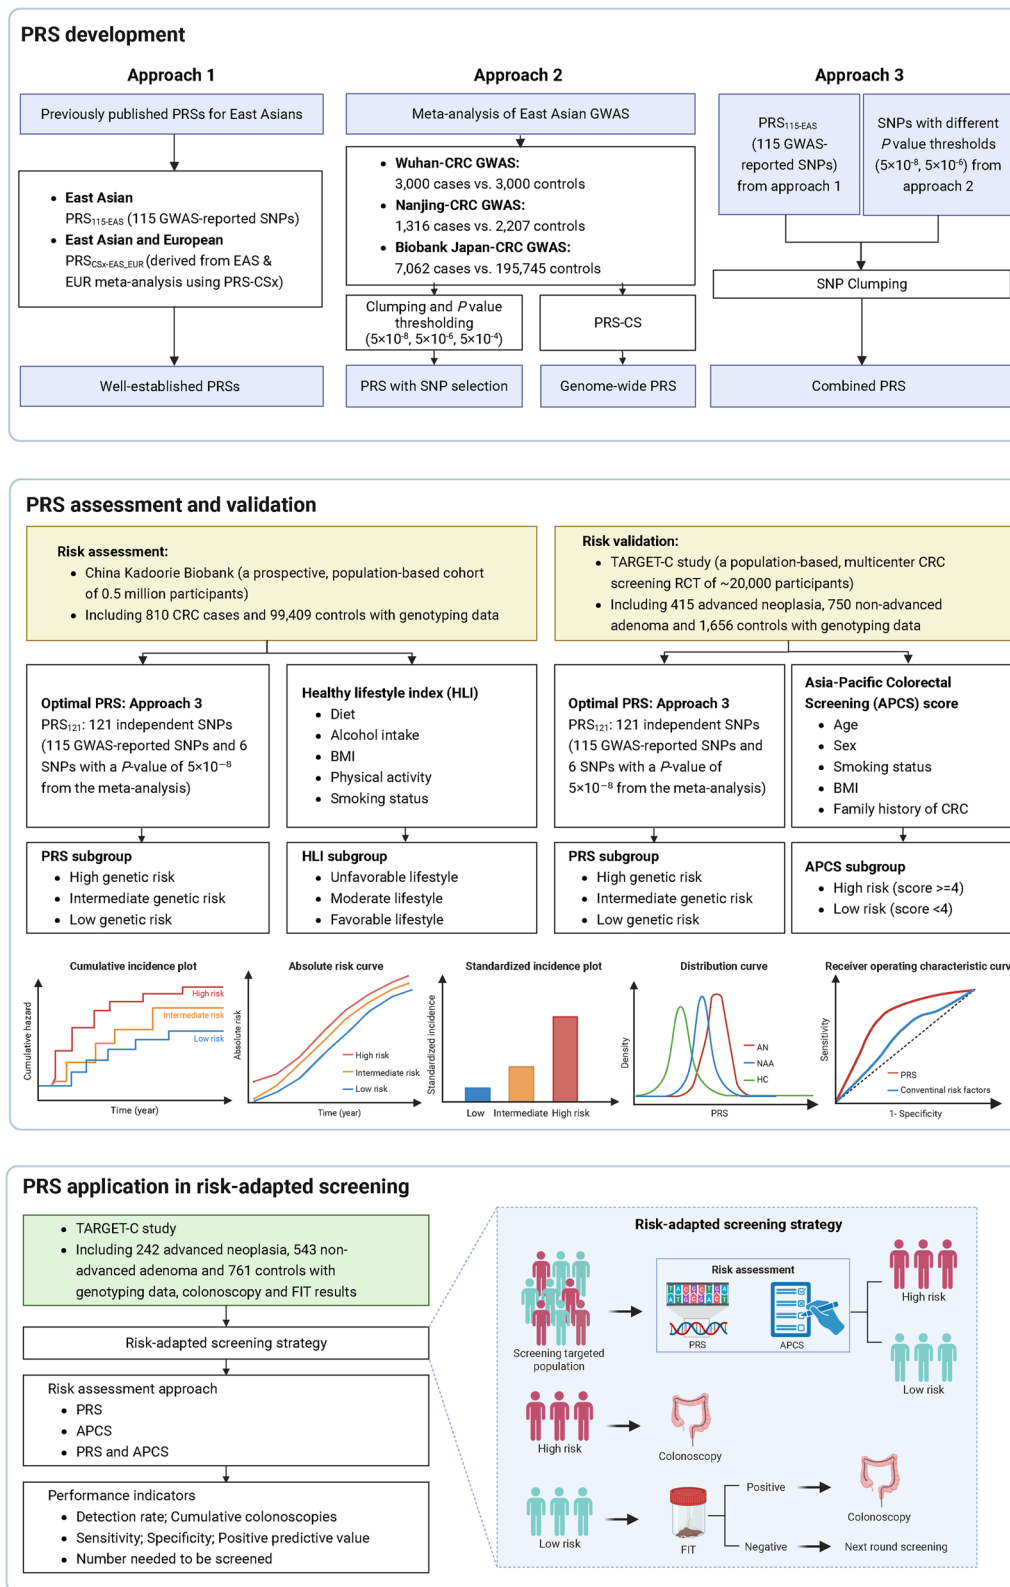 PRS development
Approach 1
Previously published PRSs for East Asians
East Asian
PRS115-EAS (115 GWAS-reported SNPs)
East Asian and European
PRSCSx-EAS_EUR (derived from EAS &
EUR meta-analysis using PRS-CSx)
Well-established PRSs
Approach 2
Meta-analysis of East Asian GWAS
Wuhan-CRC GWAS:
3,000 cases vs. 3,000 controls
Nanjing-CRC GWAS:
1,316 cases vs. 2,207 controls
Biobank Japan-CRC GWAS:
7,062 cases vs. 195,745 controls
Clumping and P value
thresholding
(5×10-8, 5×10-6, 5×10-4)
PRS-CS
PRS with SNP selection
Genome-wide PRS
Approach 3
PRS115-EAS
(115 GWAS-
reported SNPs)
from approach 1
SNPs with different
P value thresholds
(5×10-8, 5×10-6) from
approach 2
SNP Clumping
Combined PRS
PRS assessment and validation
Risk assessment:
China Kadoorie Biobank (a prospective, population-based cohort
of 0.5 million participants)
Including 810 CRC cases and 99,409 controls with genotyping data
Optimal PRS: Approach 3
PRS121: 121 independent SNPs
(115 GWAS-reported SNPs and 6
SNPs with a P-value of 5×10−8
from the meta-analysis)
Healthy lifestyle index (HLI)
Diet
Alcohol intake
BMI
Physical activity
Smoking status
PRS subgroup
High genetic risk
Intermediate genetic risk
Low genetic risk
HLI subgroup
Unfavorable lifestyle
Moderate lifestyle
Favorable lifestyle
Risk validation:
TARGET-C study (a population-based, multicenter CRC
screening RCT of ~20,000 participants)
Including 415 advanced neoplasia, 750 non-advanced
adenoma and 1,656 controls with genotyping data
Optimal PRS: Approach 3
PRS121: 121 independent SNPs
(115 GWAS-reported SNPs and
6 SNPs with a P-value of
5×10−8 from the meta-analysis)
Asia-Pacific Colorectal
Screening (APCS) score
Age
Sex
Smoking status
BMI
Family history of CRC
PRS subgroup
High genetic risk
Intermediate genetic risk
Low genetic risk
APCS subgroup
High risk (score >=4)
Low risk (score <4)
Cumulative incidence plot
Cumulative hazard
High risk
Intermediate risk
Low risk
Time (year)
Absolute risk curve
Absolute risk
High risk
Intermediate risk
Low risk
Time (year)
Standardized incidence plot
Standardized incidence
Low Intermediate High risk
Distribution curve
Density
AN
NAA
HC
PRS
Receiver operating characteristic curv
Sensitivity
PRS
Conventinal risk factors
1- Specificity
PRS application in risk-adapted screening
TARGET-C study
Including 242 advanced neoplasia, 543 non-
advanced adenoma and 761 controls with
genotyping data, colonoscopy and FIT results
Risk-adapted screening strategy
Risk assessment approach
PRS
APCS
PRS and APCS
Performance indicators
Detection rate; Cumulative colonoscopies
Sensitivity; Specificity; Positive predictive value
Number needed to be screened
Risk-adapted screening strategy
Screening targeted
population
Risk assessment
TACGCTGA
ATGCGACT
PRS
APCS
High risk
Low risk
High risk
Colonoscopy
Low risk
FIT
Positive
Colonoscopy
Negative
Next round screening